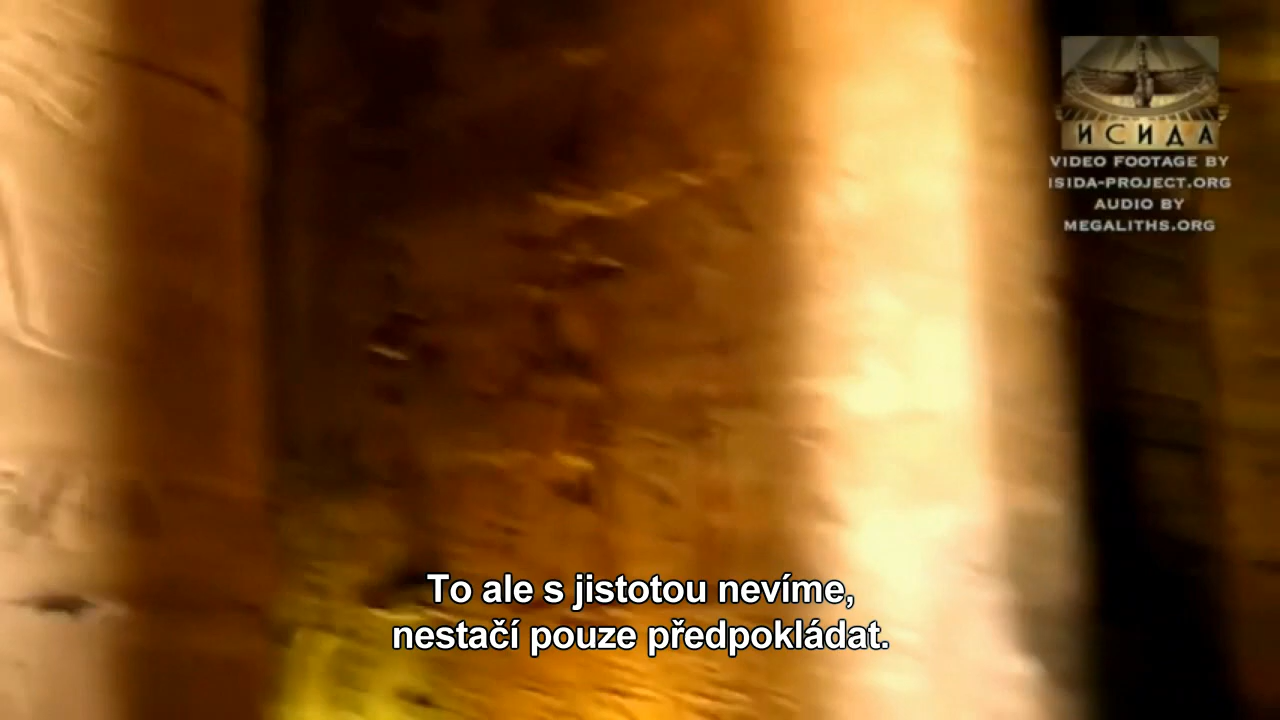 ИСИДА
VIDEO FOOTAGE BY
ISIDA-PROJECT.ORG
AUDIO BY
MEGALITHS.ORG
To ale s jistotou nevíme,
nestačí pouze předpokládat.